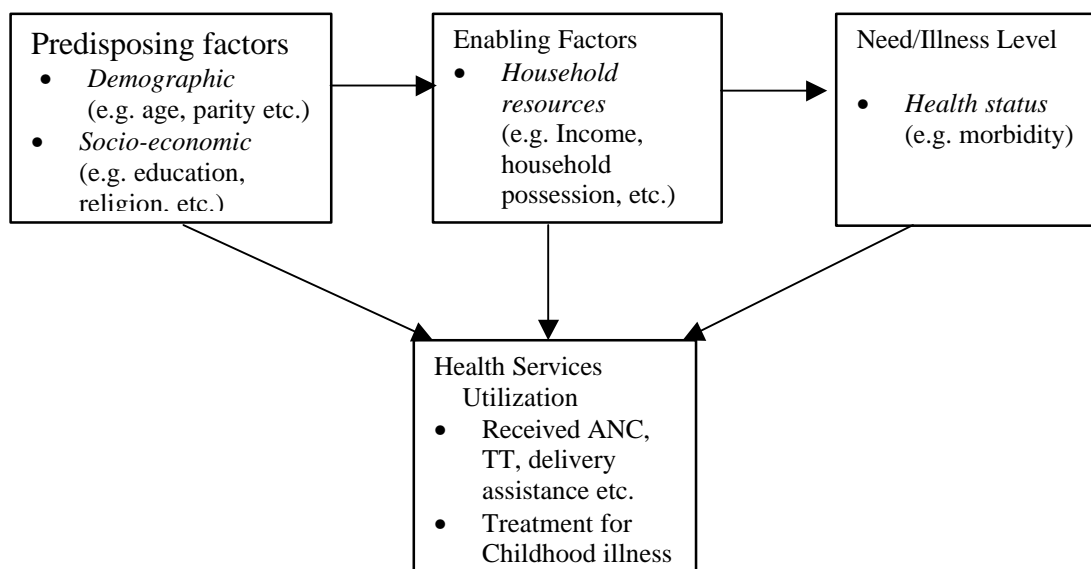 Predisposing factors
• Demographic
(e.g. age, parity etc.)
• Socio-economic
(e.g. education,
religion, etc.)
Enabling Factors
• Household
resources
(e.g. Income,
household
possession, etc.)
Need/Illness Level
• Health status
(e.g. morbidity)
Health Services
Utilization
• Received ANC,
TT, delivery
assistance etc.
• Treatment for
Childhood illness